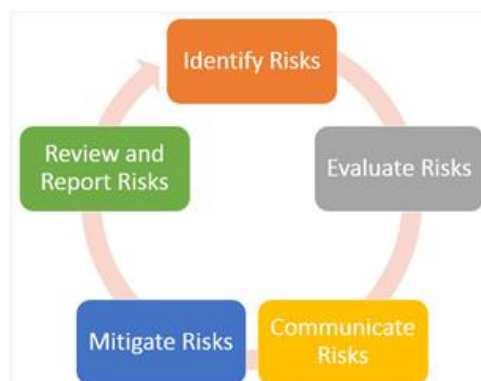 Identify Risks
Evaluate Risks
Communicate
Risks
Mitigate Risks
Review and
Report Risks